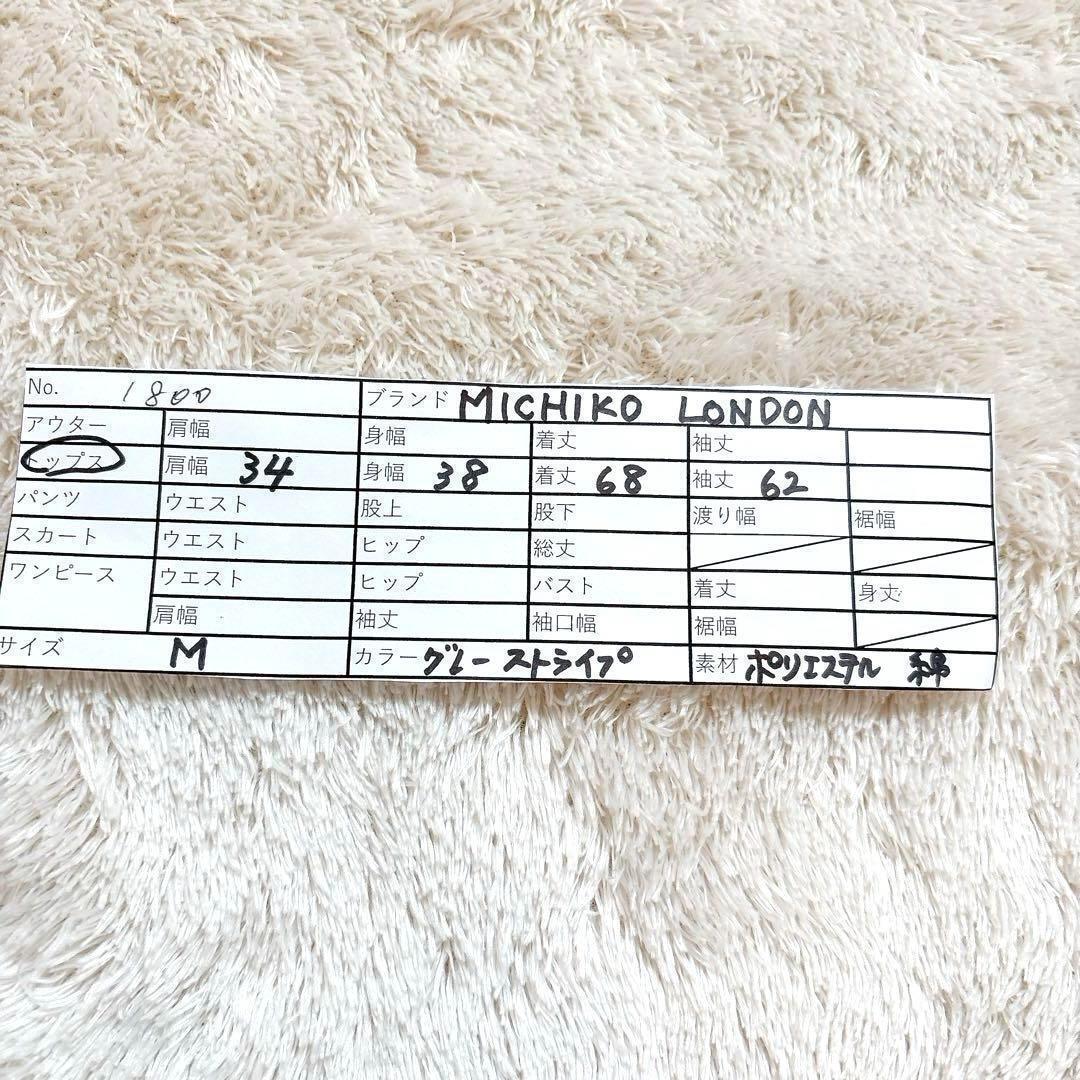 No. 1800 ブランド MICHIKO LONDON
アウター 肩幅 身幅 着丈 袖丈
トップス 肩幅 34 身幅 38 着丈 68 袖丈 62
パンツ ウエスト 股上 股下 渡り幅 裾幅
スカート ウエスト ヒップ 総丈
ワンピース ウエスト ヒップ バスト 着丈 身丈
肩幅 袖丈 袖口幅 裾幅
サイズ M カラー グレー ストライプ 素材 ポリエステル 綿